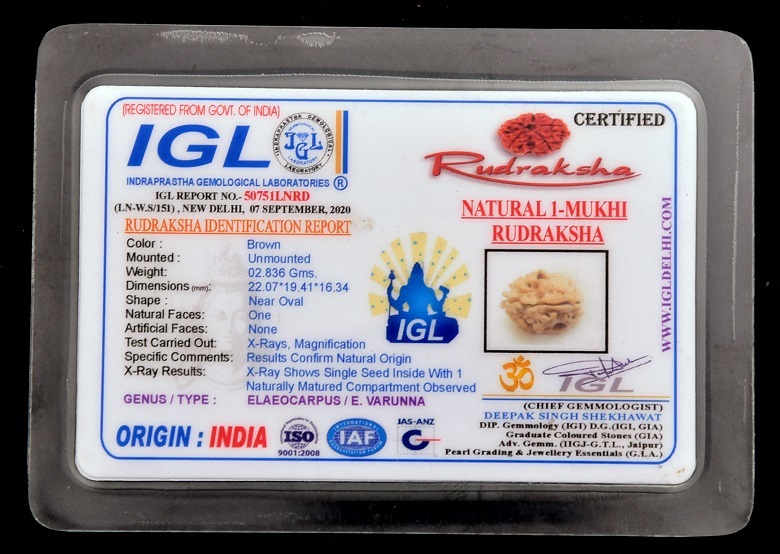 (REGISTERED FROM GOVT. OF INDIA)
IGL
INDRAPRASTHA GEMOLOGICAL LABORATORY
IGL
INDRAPRASTHA GEMOLOGICAL LABORATORIES ®
IGL REPORT NO.- 50751LNRD
(LN-W.S/151) , NEW DELHI, 07 SEPTEMBER, 2020
RUDRAKSHA IDENTIFICATION REPORT
Color : Brown
Mounted : Unmounted
Weight: 02.836 Gms.
Dimensions (mm): 22.07*19.41*16.34
Shape : Near Oval
Natural Faces: One
Artificial Faces: None
Test Carried Out: X-Rays, Magnification
Specific Comments: Results Confirm Natural Origin
X-Ray Results: X-Ray Shows Single Seed Inside With 1
Naturally Matured Compartment Observed
GENUS / TYPE : ELAEOCARPUS / E. VARUNNA
ORIGIN : INDIA
ISO
9001:2008
INTERNATIONAL
IAF
JAS-ANZ
IGL
CERTIFIED
Rudraksha
NATURAL 1-MUKHI
RUDRAKSHA
WWW.IGLDELHI.COM
ॐ
IGL
(CHIEF GEMMOLOGIST)
DEEPAK SINGH SHEKHAWAT
DIP. Gemmology (IGI) D.G.(IGI, GIA)
Graduate Coloured Stones (GIA)
Adv. Gemm. (IIGJ-G.T.L., Jaipur)
Pearl Grading & Jewellery Essentials (G.I.A.)